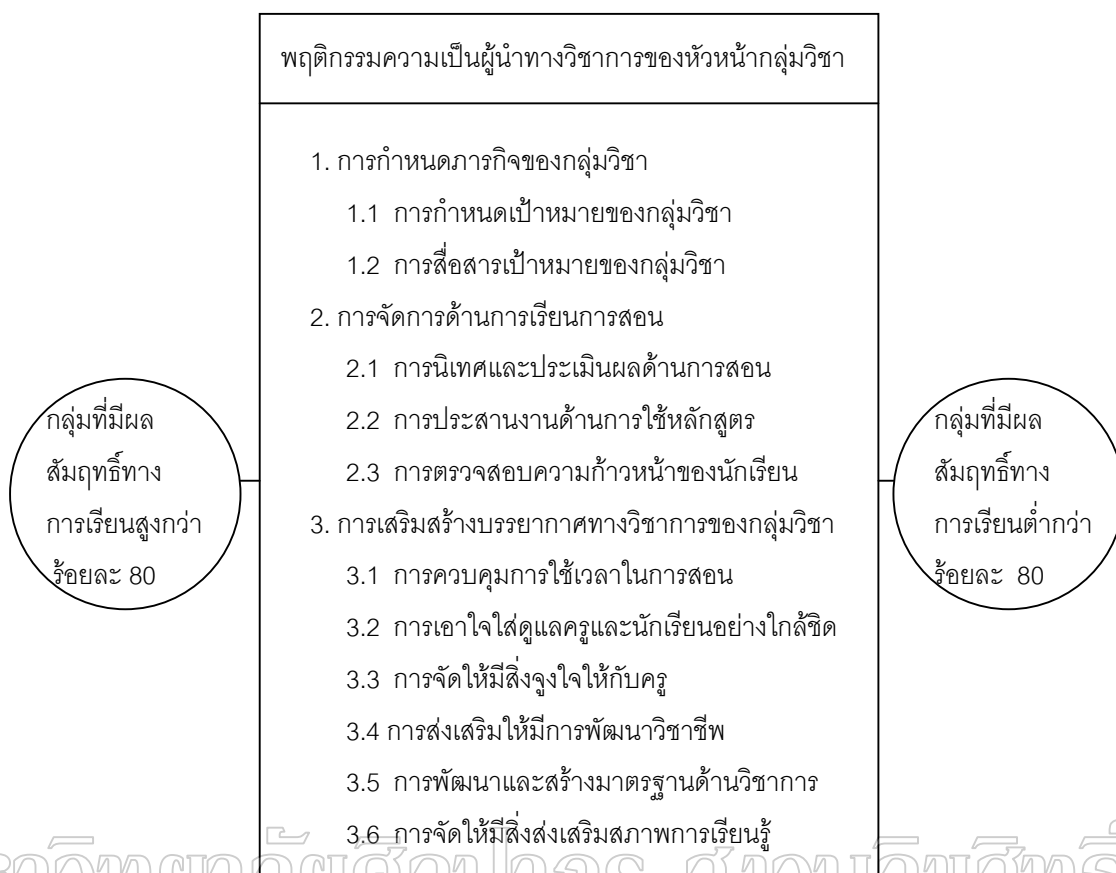 พฤติกรรมความเป็นผู้นำทางวิชาการของหัวหน้ากลุ่มวิชา
1. การกำหนดภารกิจของกลุ่มวิชา
1.1 การกำหนดเป้าหมายของกลุ่มวิชา
1.2 การสื่อสารเป้าหมายของกลุ่มวิชา
2. การจัดการด้านการเรียนการสอน
2.1 การนิเทศและประเมินผลด้านการสอน
2.2 การประสานงานด้านการใช้หลักสูตร
2.3 การตรวจสอบความก้าวหน้าของนักเรียน
3. การเสริมสร้างบรรยากาศทางวิชาการของกลุ่มวิชา
3.1 การควบคุมการใช้เวลาในการสอน
3.2 การเอาใจใส่ดูแลครูและนักเรียนอย่างใกล้ชิด
3.3 การจัดให้มีสิ่งจูงใจให้กับครู
3.4 การส่งเสริมให้มีการพัฒนาวิชาชีพ
3.5 การพัฒนาและสร้างมาตรฐานด้านวิชาการ
3.6 การจัดให้มีสิ่งส่งเสริมสภาพการเรียนรู้
กลุ่มที่มีผล
สัมฤทธิ์ทาง
การเรียนสูงกว่า
ร้อยละ 80
กลุ่มที่มีผล
สัมฤทธิ์ทาง
การเรียนต่ำกว่า
ร้อยละ 80